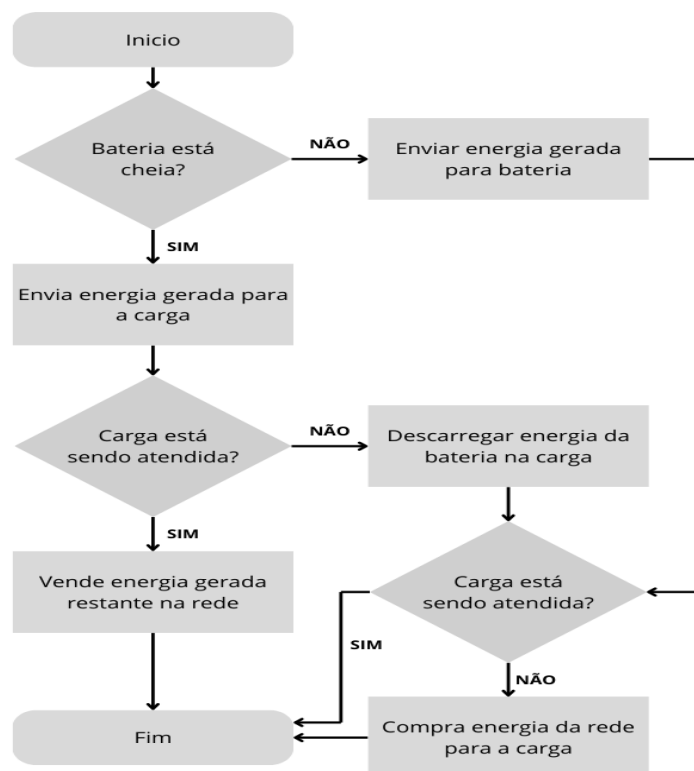 Inicio
Bateria está
cheia?
NÃO
Enviar energia gerada
para bateria
SIM
Envia energia gerada para
a carga
Carga está
sendo atendida?
NÃO
Descarregar energia da
bateria na carga
SIM
Vende energia gerada
restante na rede
Carga está
sendo atendida?
SIM
NÃO
Compra energia da rede
para a carga
Fim